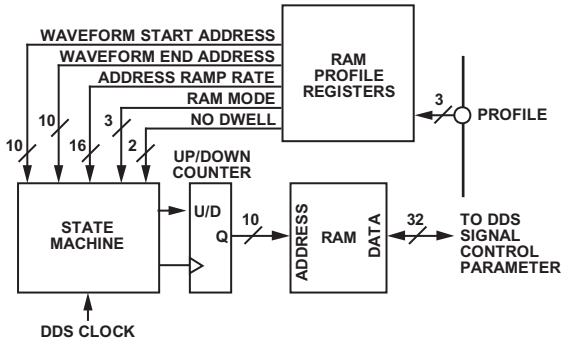 WAVEFORM START ADDRESS
WAVEFORM END ADDRESS
ADDRESS RAMP RATE
RAM MODE
NO DWELL
RAM
PROFILE
REGISTERS
3
PROFILE
10
10
16
3
2
UP/DOWN
COUNTER
STATE
MACHINE
U/D
Q
10
ADDRESS
RAM
DATA
32
TO DDS
SIGNAL
CONTROL
PARAMETER
DDS CLOCK